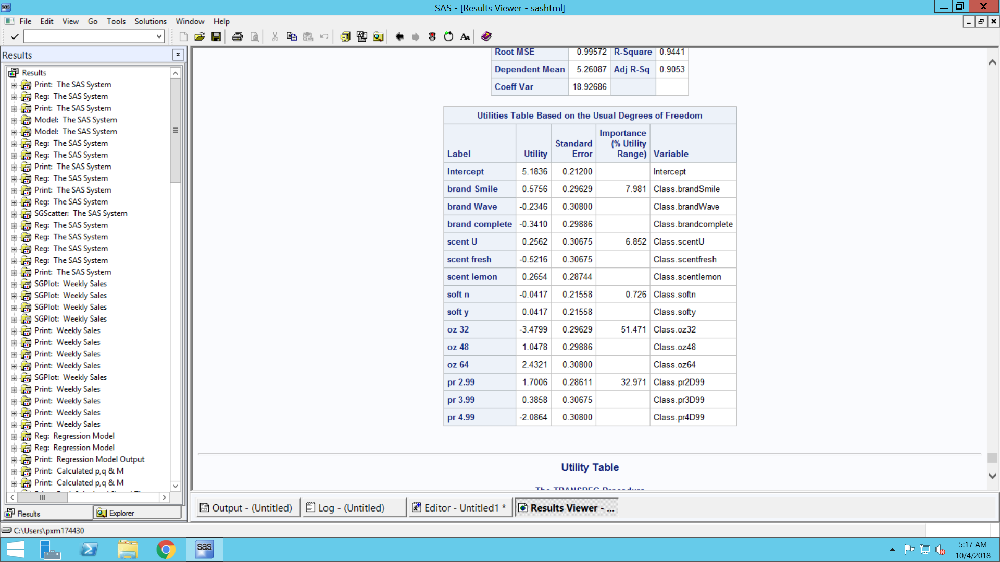 SAS - [Results Viewer - sashtml]
File Edit View Go Tools Solutions Window Help
Results
Results
Print: The SAS System
Reg: The SAS System
Print: The SAS System
Model: The SAS System
Model: The SAS System
Reg: The SAS System
Reg: The SAS System
Print: The SAS System
Reg: The SAS System
Print: The SAS System
Reg: The SAS System
SGScatter: The SAS System
Reg: The SAS System
Reg: The SAS System
Reg: The SAS System
Reg: The SAS System
Print: The SAS System
SGPlot: Weekly Sales
SGPlot: Weekly Sales
SGPlot: Weekly Sales
SGPlot: Weekly Sales
Print: Weekly Sales
Print: Weekly Sales
Print: Weekly Sales
Print: Weekly Sales
SGPlot: Weekly Sales
Print: Weekly Sales
Print: Weekly Sales
Print: Weekly Sales
Print: Weekly Sales
Reg: Regression Model
Reg: Regression Model
Print: Regression Model Output
Print: Calculated p,q & M
Print: Calculated p,q & M
Results Explorer
Root MSE 0.99572 R-Square 0.9441
Dependent Mean 5.26087 Adj R-Sq 0.9053
Coeff Var 18.92686
Utilities Table Based on the Usual Degrees of Freedom
Label Utility Standard Error Importance (% Utility Range) Variable
Intercept 5.1836 0.21200 Intercept
brand Smile 0.5756 0.29629 7.981 Class.brandSmile
brand Wave -0.2346 0.30800 Class.brandWave
brand complete -0.3410 0.29886 Class.brandcomplete
scent U 0.2562 0.30675 6.852 Class.scentU
scent fresh -0.5216 0.30675 Class.scentfresh
scent lemon 0.2654 0.28744 Class.scentlemon
soft n -0.0417 0.21558 0.726 Class.softn
soft y 0.0417 0.21558 Class.softy
oz 32 -3.4799 0.29629 51.471 Class.oz32
oz 48 1.0478 0.29886 Class.oz48
oz 64 2.4321 0.30800 Class.oz64
pr 2.99 1.7006 0.28611 32.971 Class.pr2D99
pr 3.99 0.3858 0.30675 Class.pr3D99
pr 4.99 -2.0864 0.30800 Class.pr4D99
Utility Table
The TRANSREG Procedure
Output - (Untitled) Log - (Untitled) Editor - Untitled1 * Results Viewer - ...
C:\Users\pxm174430
sas
5:17 AM
10/4/2018